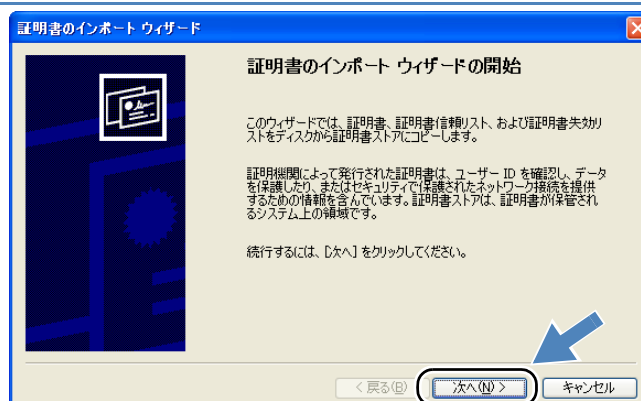 証明書のインポート ウィザード
証明書のインポート ウィザードの開始
このウィザードでは、証明書、証明書信頼リスト、および証明書失効リ
ストをディスクから証明書ストアにコピーします。
証明機関によって発行された証明書は、ユーザー ID を確認し、データ
を保護したり、またはセキュリティで保護されたネットワーク接続を提供
するための情報を含んでいます。証明書ストアは、証明書が保管され
るシステム上の領域です。
続行するには、[次へ] をクリックしてください。
< 戻る(B)
次へ(N) >
キャンセル